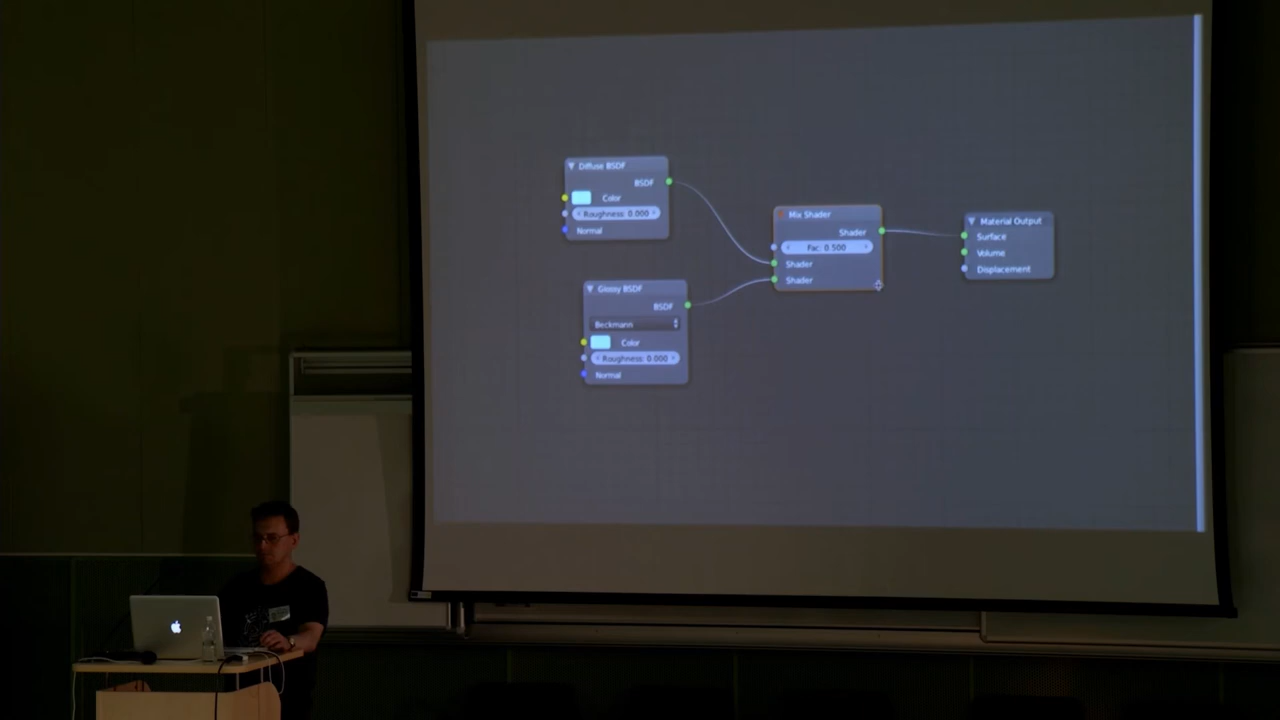 Diffuse BSDF
BSDF
Color
Roughness: 0.000
Normal
Glossy BSDF
BSDF
Beckmann
Color
Roughness: 0.000
Normal
Mix Shader
Shader
Fac: 0.500
Shader
Shader
Material Output
Surface
Volume
Displacement